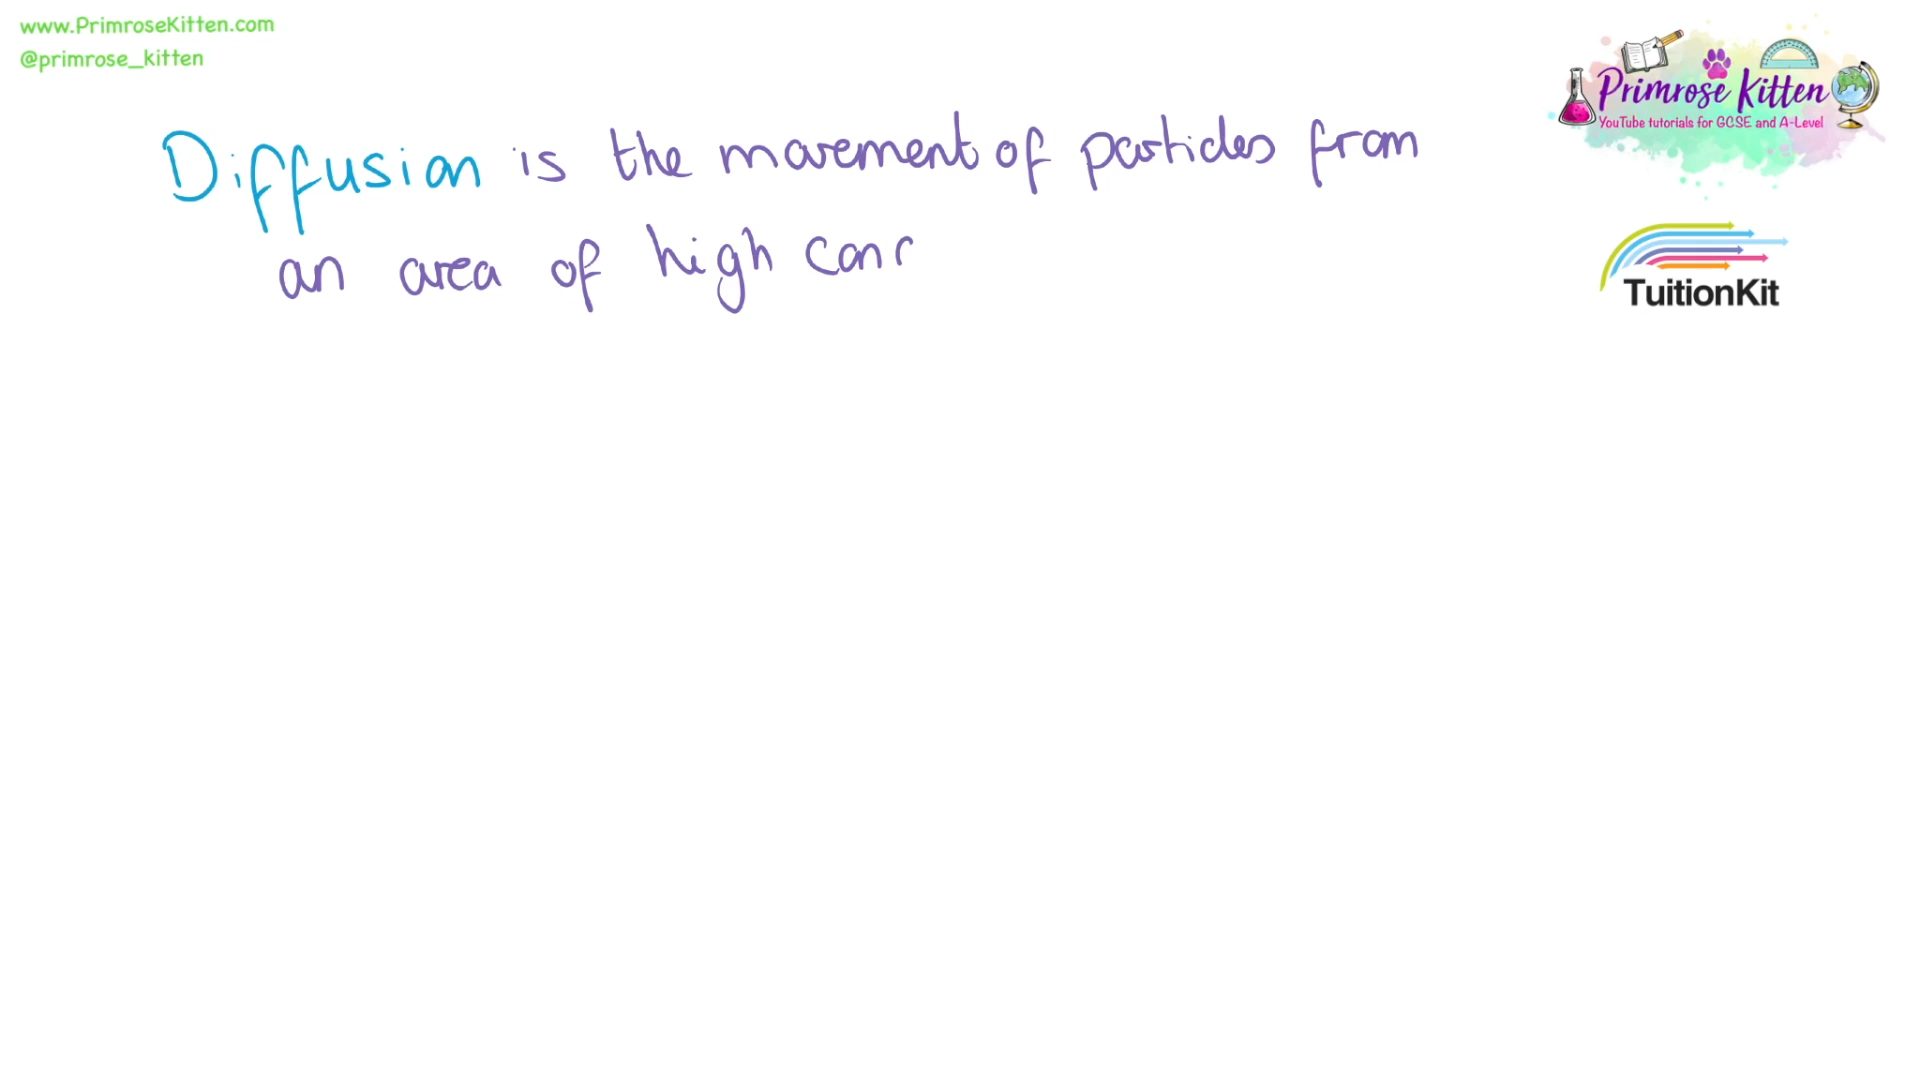 www.PrimroseKitten.com
@primrose_kitten
Primrose Kitten
YouTube tutorials for GCSE and A-Level
Diffusion is the movement of particles from
an area of high
TuitionKit